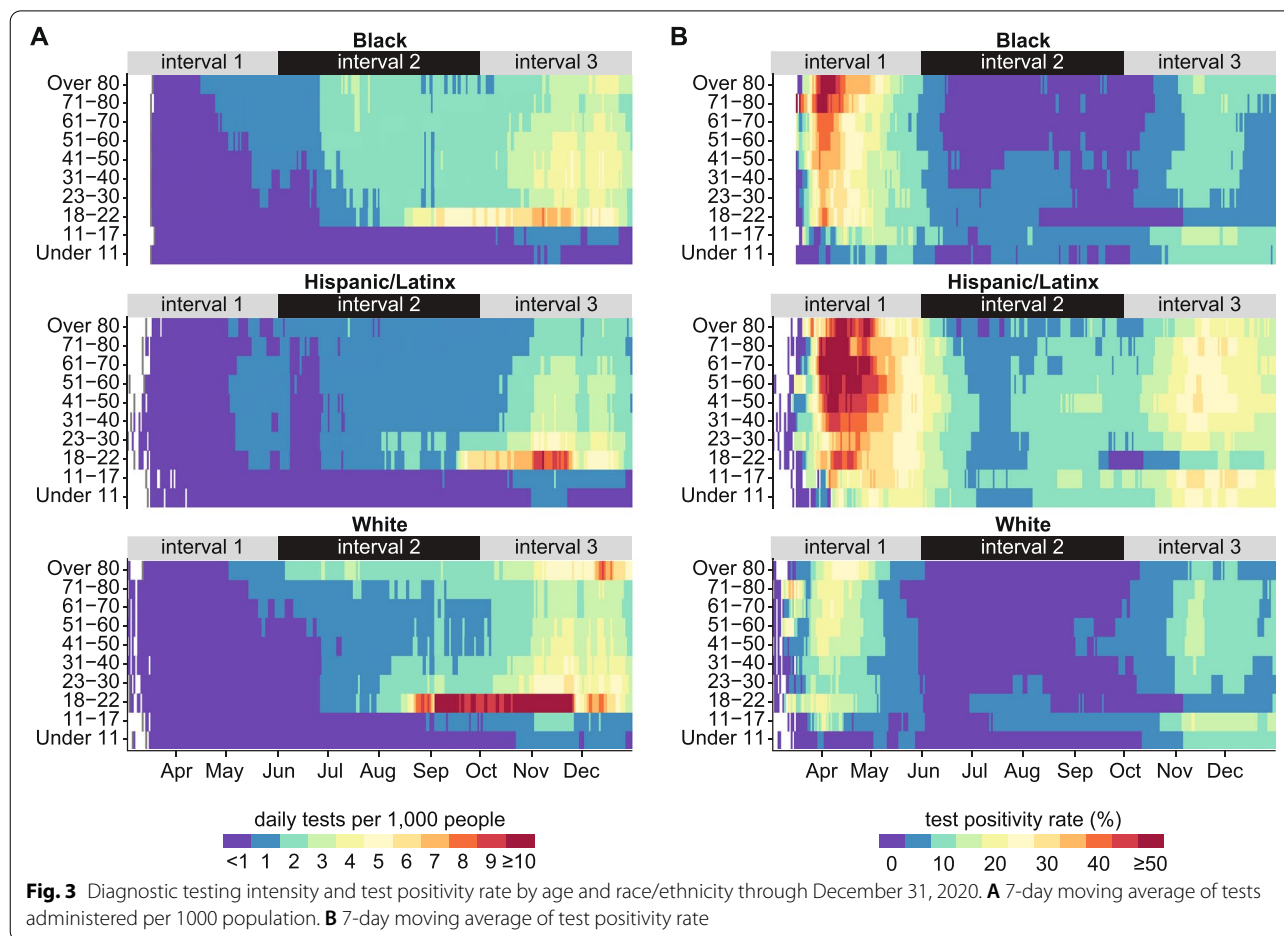 A
Black
interval 1 interval 2 interval 3
Over 80
71–80
61–70
51–60
41–50
31–40
23–30
18–22
11–17
Under 11
Hispanic/Latinx
interval 1 interval 2 interval 3
Over 80
71–80
61–70
51–60
41–50
31–40
23–30
18–22
11–17
Under 11
White
interval 1 interval 2 interval 3
Over 80
71–80
61–70
51–60
41–50
31–40
23–30
18–22
11–17
Under 11
Apr May Jun Jul Aug Sep Oct Nov Dec
daily tests per 1,000 people
<1 1 2 3 4 5 6 7 8 9 ≥10
B
Black
interval 1 interval 2 interval 3
Over 80
71–80
61–70
51–60
41–50
31–40
23–30
18–22
11–17
Under 11
Hispanic/Latinx
interval 1 interval 2 interval 3
Over 80
71–80
61–70
51–60
41–50
31–40
23–30
18–22
11–17
Under 11
White
interval 1 interval 2 interval 3
Over 80
71–80
61–70
51–60
41–50
31–40
23–30
18–22
11–17
Under 11
Apr May Jun Jul Aug Sep Oct Nov Dec
test positivity rate (%)
0 10 20 30 40 ≥50
Fig. 3 Diagnostic testing intensity and test positivity rate by age and race/ethnicity through December 31, 2020. A 7-day moving average of tests
administered per 1000 population. B 7-day moving average of test positivity rate